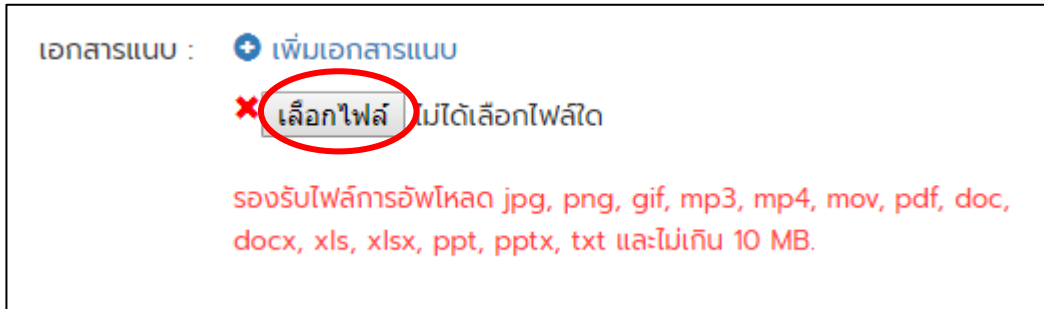 เอกสารแนบ : เพิ่มเอกสารแนบ
เลือกไฟล์ ไม่ได้เลือกไฟล์ใด
รองรับไฟล์การอัพโหลด jpg, png, gif, mp3, mp4, mov, pdf, doc,
docx, xls, xlsx, ppt, pptx, txt และไม่เกิน 10 MB.